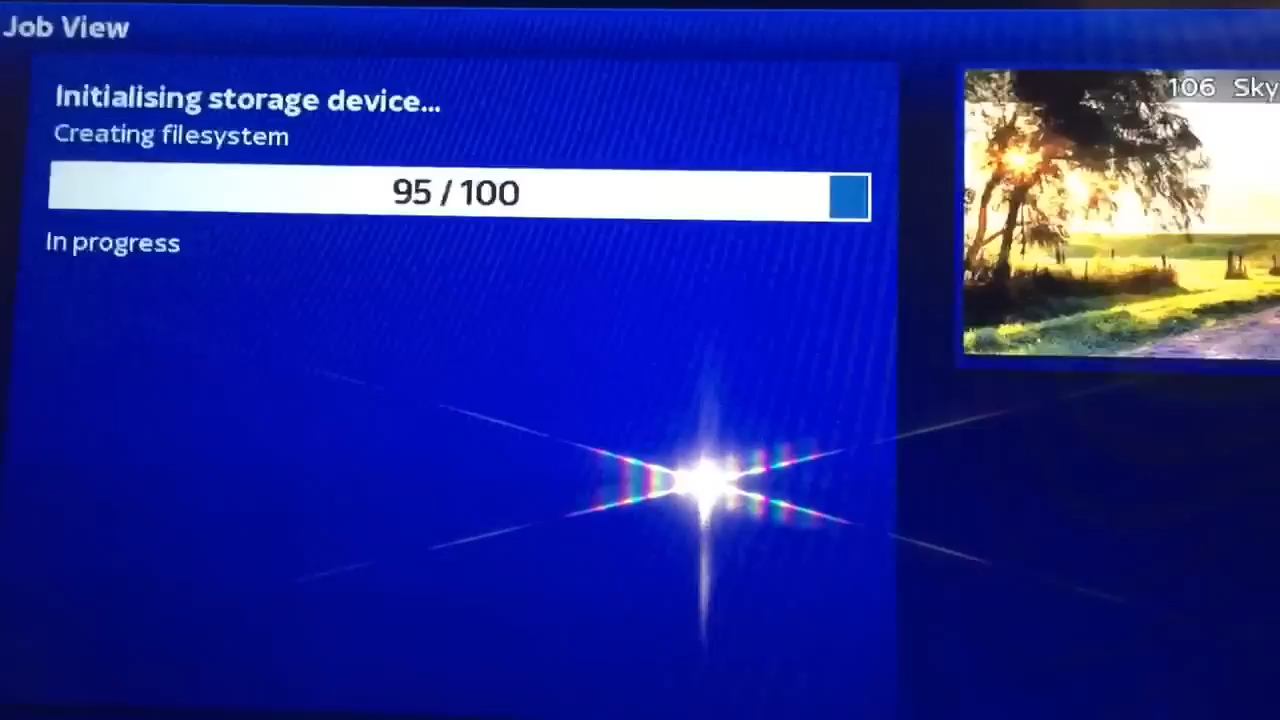 Job View
Initialising storage device...
Creating filesystem
95 / 100
In progress
106 Sky